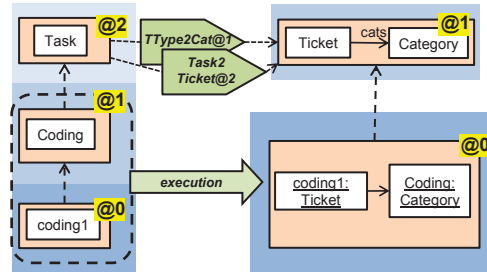 @2
Task
TType2Cat@1
Task2
Ticket@2
@1
Ticket
cats
Category
@1
Coding
@0
coding1
execution
@0
coding1:
Ticket
Coding:
Category